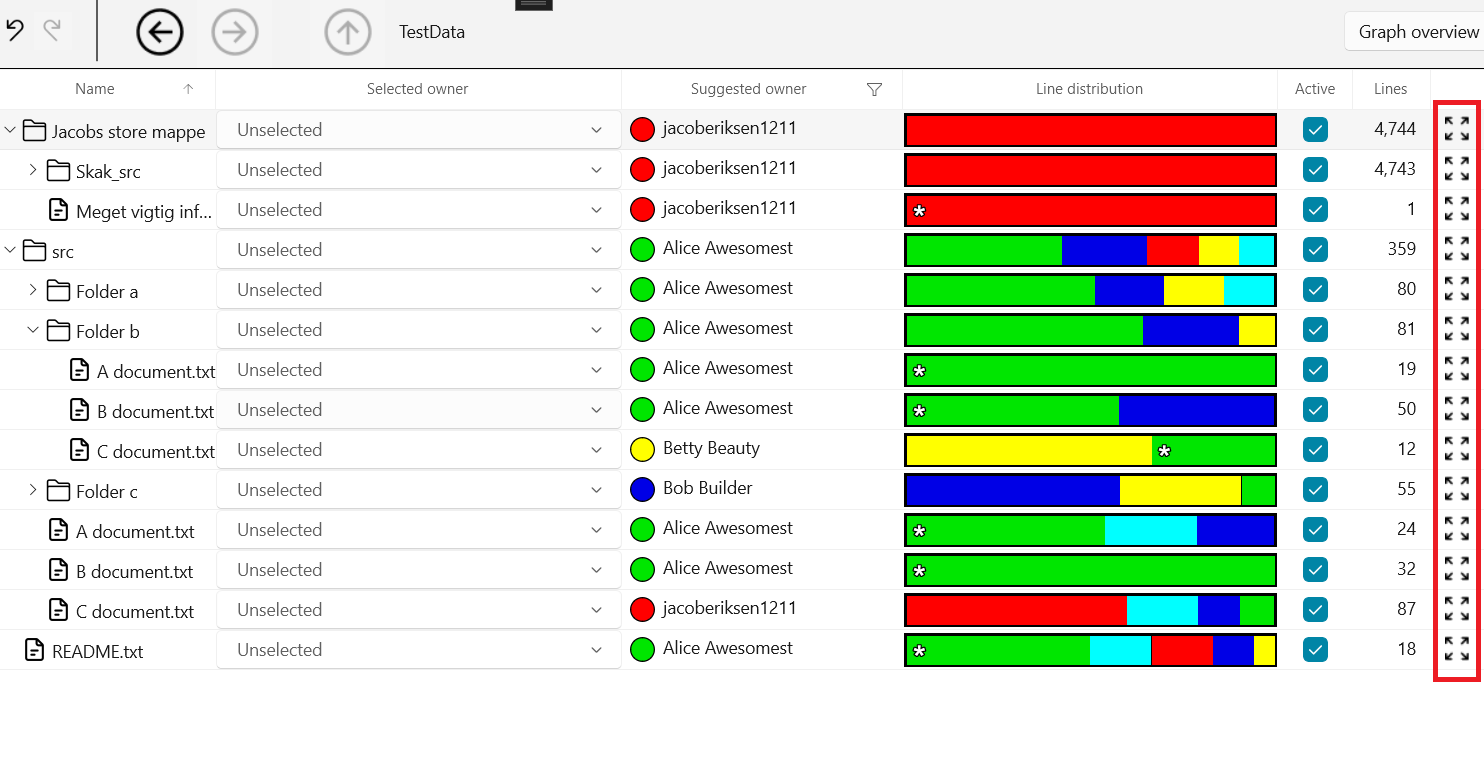 TestData
Graph overview
Name Selected owner Suggested owner Line distribution Active Lines
Jacobs store mappe Unselected jacoberiksen1211 4,744
Skak_src Unselected jacoberiksen1211 4,743
Meget vigtig inf... Unselected jacoberiksen1211 * 1
src Unselected Alice Awesomest 359
Folder a Unselected Alice Awesomest 80
Folder b Unselected Alice Awesomest 81
A document.txt Unselected Alice Awesomest * 19
B document.txt Unselected Alice Awesomest * 50
C document.txt Unselected Betty Beauty * 12
Folder c Unselected Bob Builder 55
A document.txt Unselected Alice Awesomest * 24
B document.txt Unselected Alice Awesomest * 32
C document.txt Unselected jacoberiksen1211 87
README.txt Unselected Alice Awesomest * 18